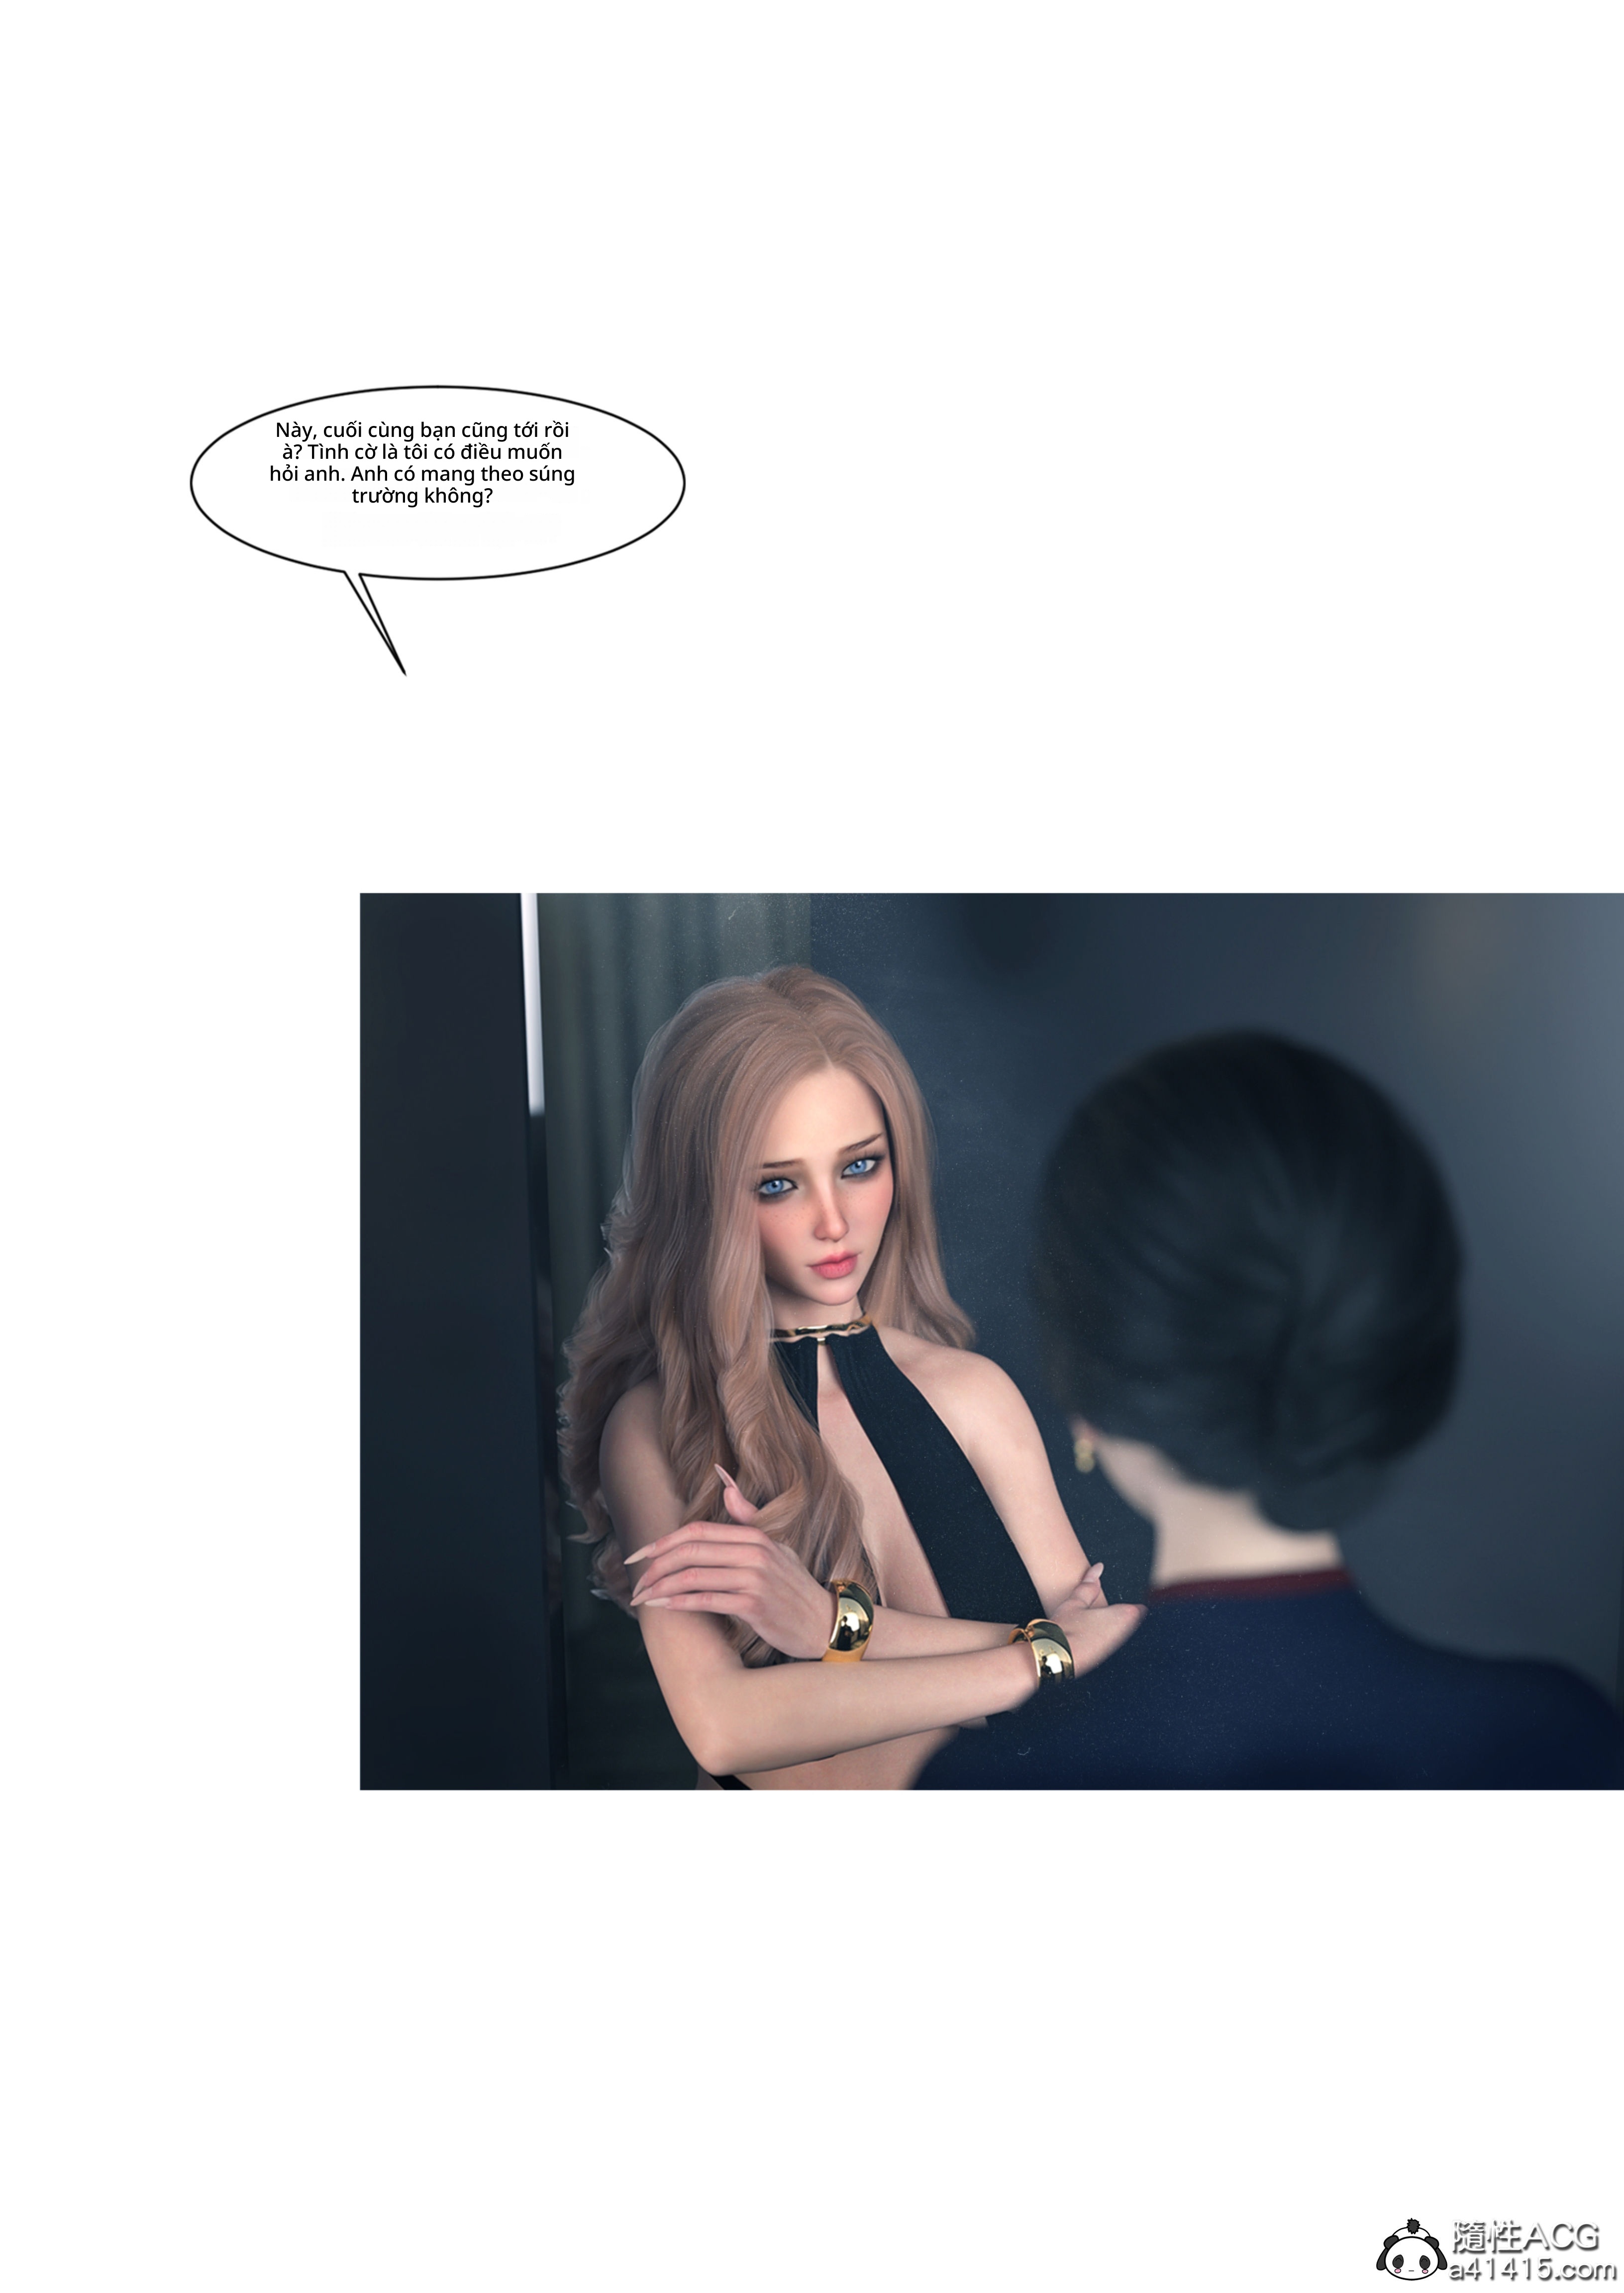 Này, cuối cùng bạn cũng tới rồi
à? Tình cờ là tôi có điều muốn
hỏi anh. Anh có mang theo súng
trường không?
隨性ACG
a41415.com